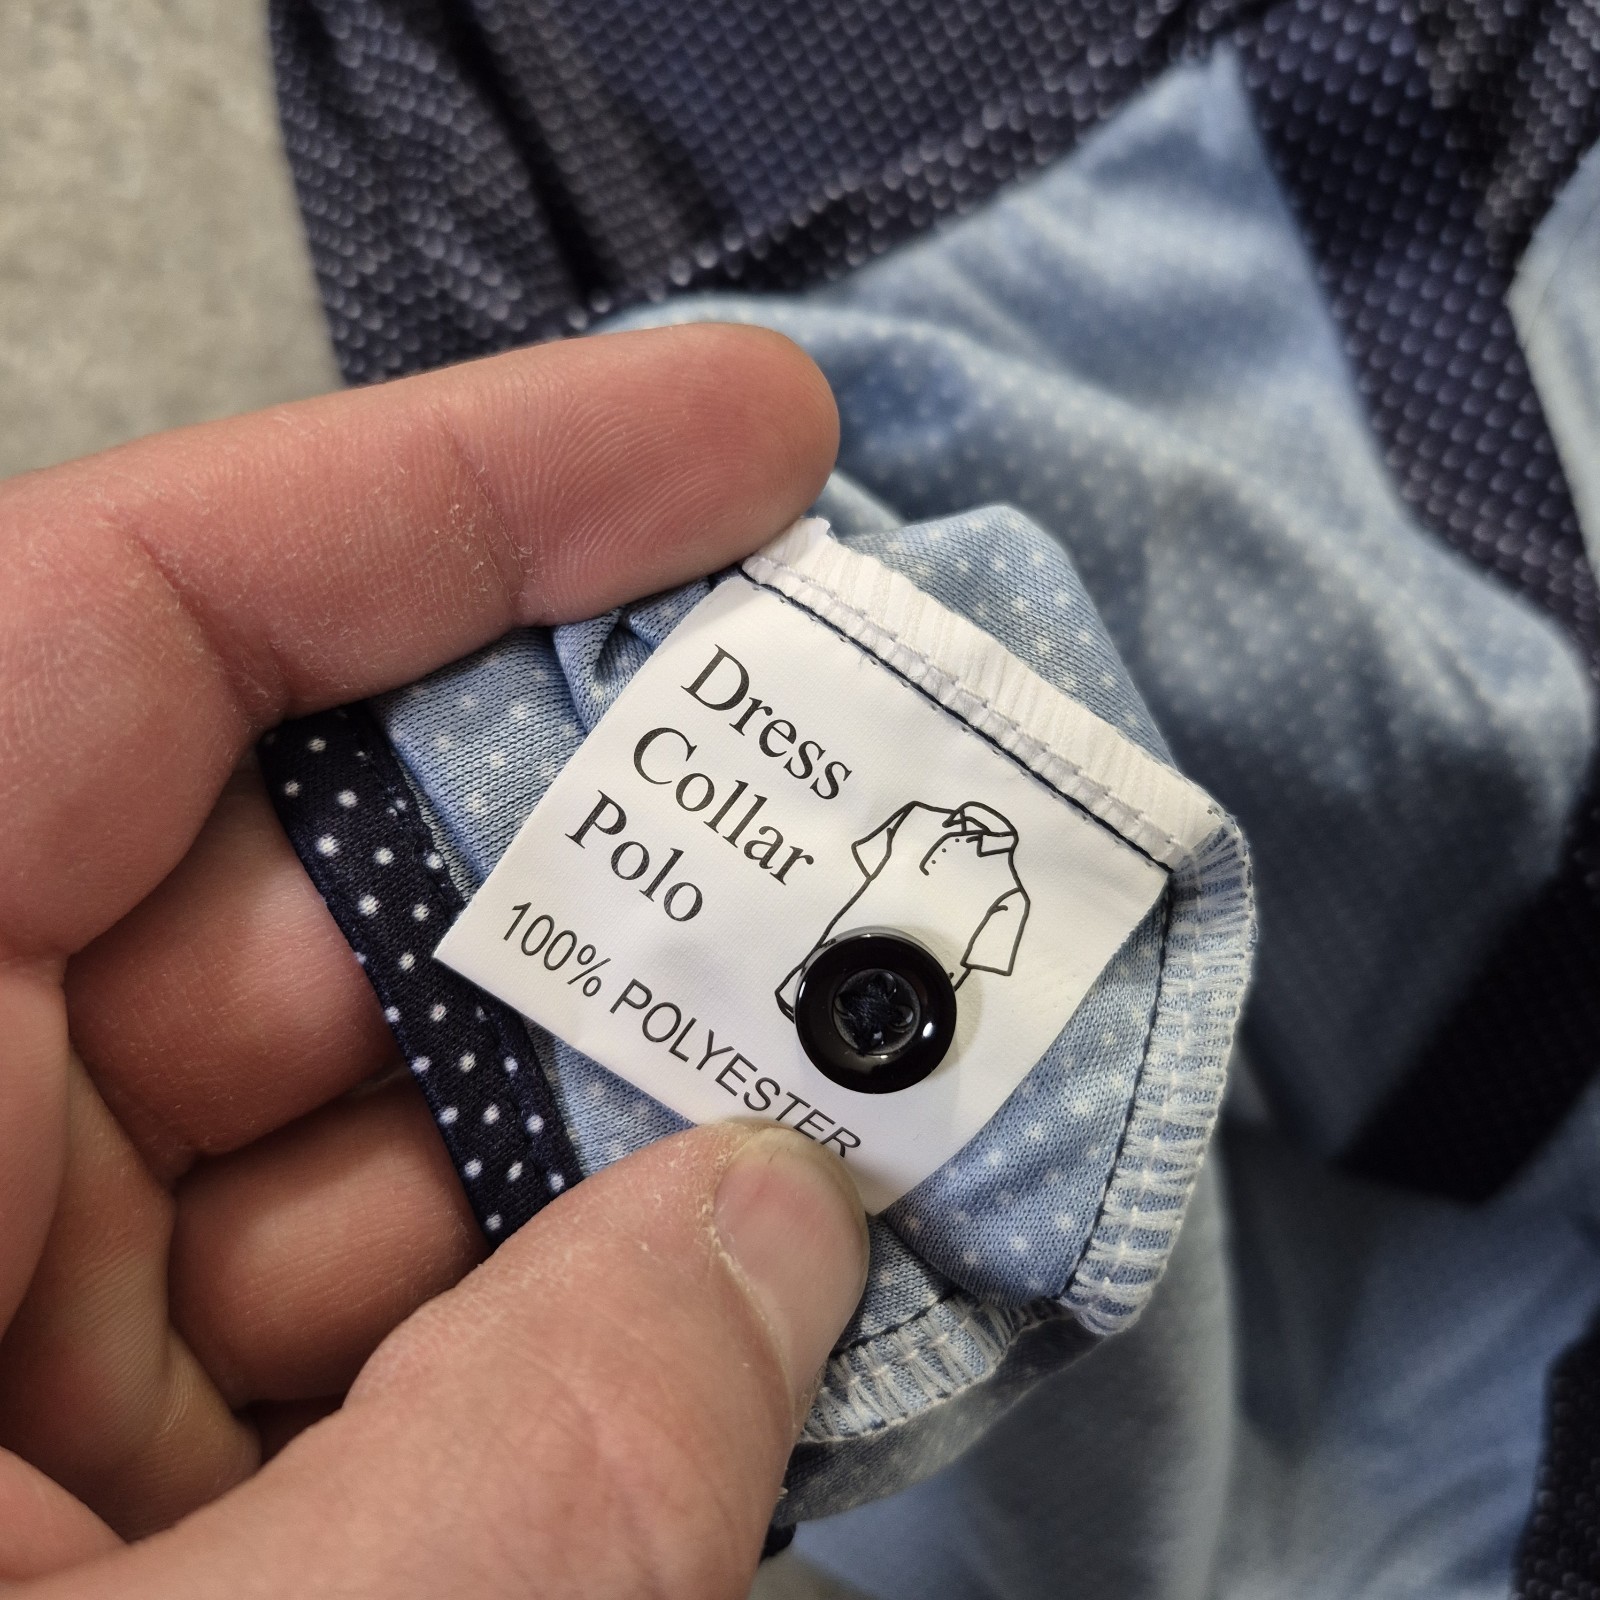 Dress
Collar
Polo
100% POLYESTER